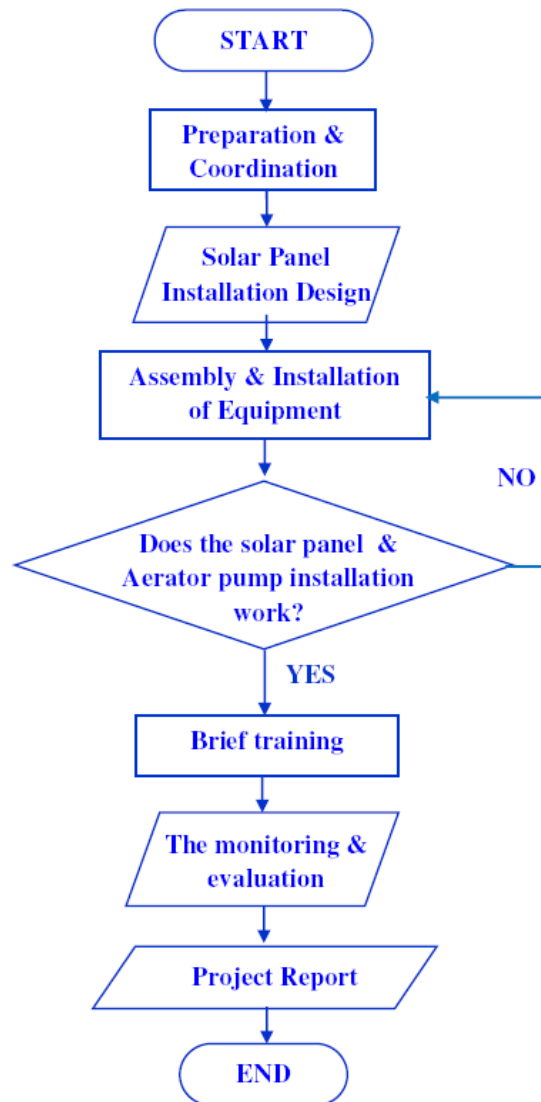 START
Preparation &
Coordination
Solar Panel
Installation Design
Assembly & Installation
of Equipment
NO
Does the solar panel & 
Aerator pump installation
work?
YES
Brief training
The monitoring &
evaluation
Project Report
END